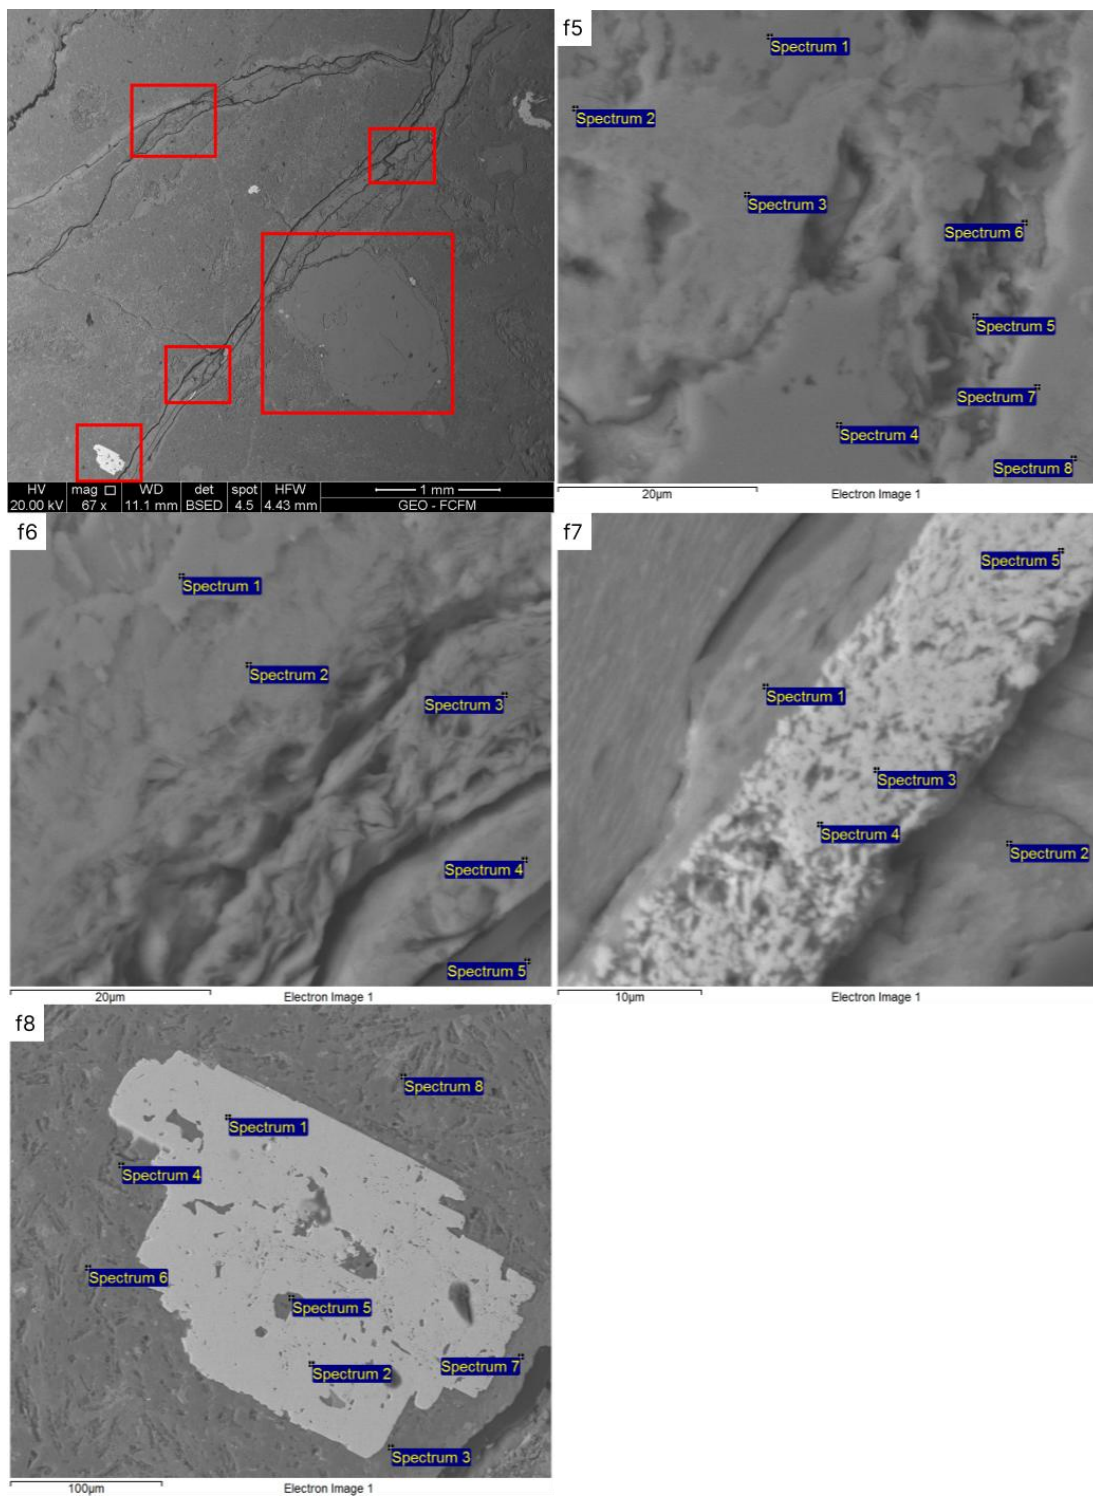 HV mag □ WD det spot HFW 1 mm
20.00 kV 67 x 11.1 mm BSED 4.5 4.43 mm GEO - FCFM
f5
Spectrum 1
Spectrum 2
Spectrum 3
Spectrum 6
Spectrum 5
Spectrum 7
Spectrum 4
Spectrum 8
20µm Electron Image 1
f6
Spectrum 1
Spectrum 2
Spectrum 3
Spectrum 4
Spectrum 5
20µm Electron Image 1
f7
Spectrum 5
Spectrum 1
Spectrum 3
Spectrum 4
Spectrum 2
10µm Electron Image 1
f8
Spectrum 8
Spectrum 1
Spectrum 4
Spectrum 6
Spectrum 5
Spectrum 7
Spectrum 2
Spectrum 3
100µm Electron Image 1